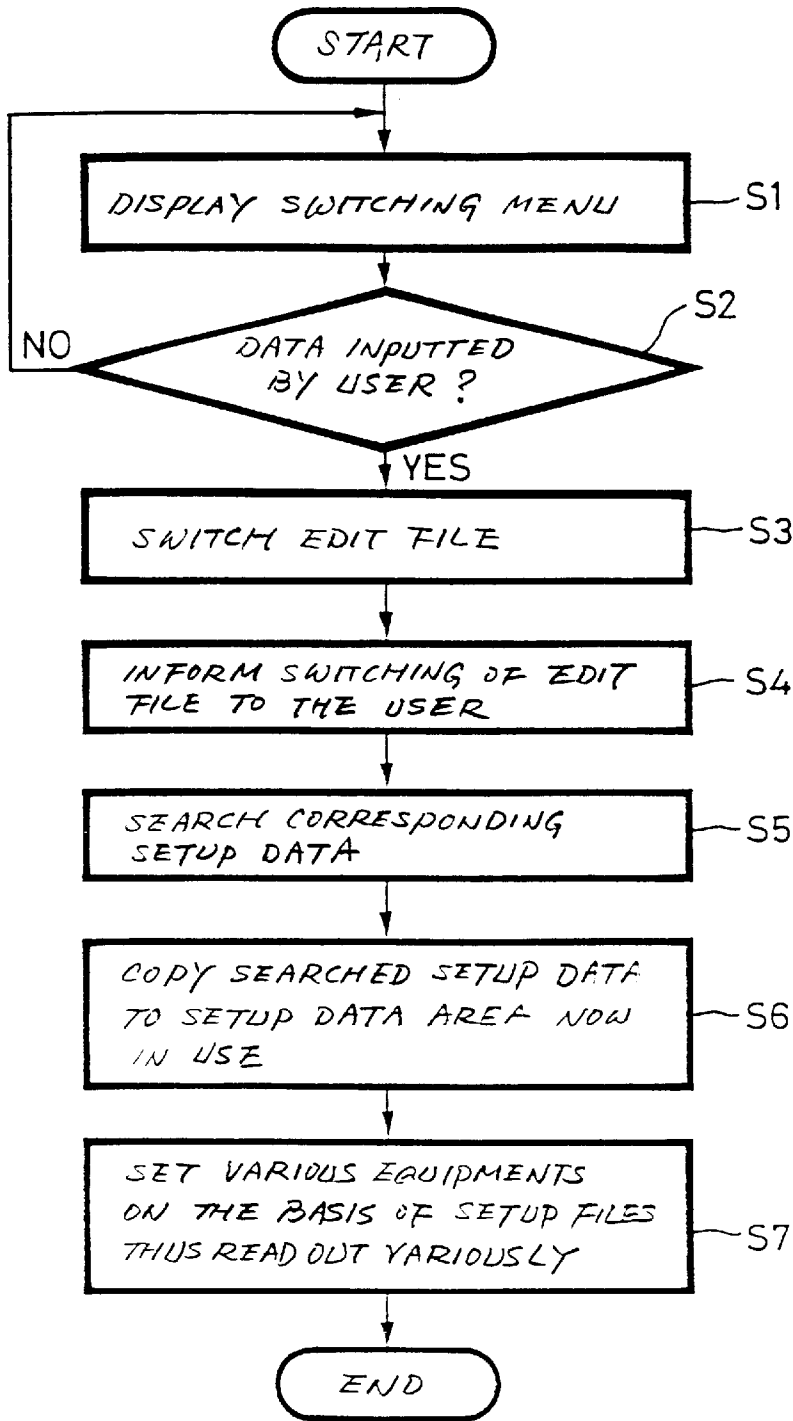 START
DISPLAY SWITCHING MENU
S1
DATA INPUTTED
BY USER ?
S2
NO
YES
SWITCH EDIT FILE
S3
INFORM SWITCHING OF EDIT
FILE TO THE USER
S4
SEARCH CORRESPONDING
SETUP DATA
S5
COPY SEARCHED SETUP DATA
TO SETUP DATA AREA NOW
IN USE
S6
SET VARIOUS EQUIPMENTS
ON THE BASIS OF SETUP FILES
THUS READ OUT VARIOUSLY
S7
END